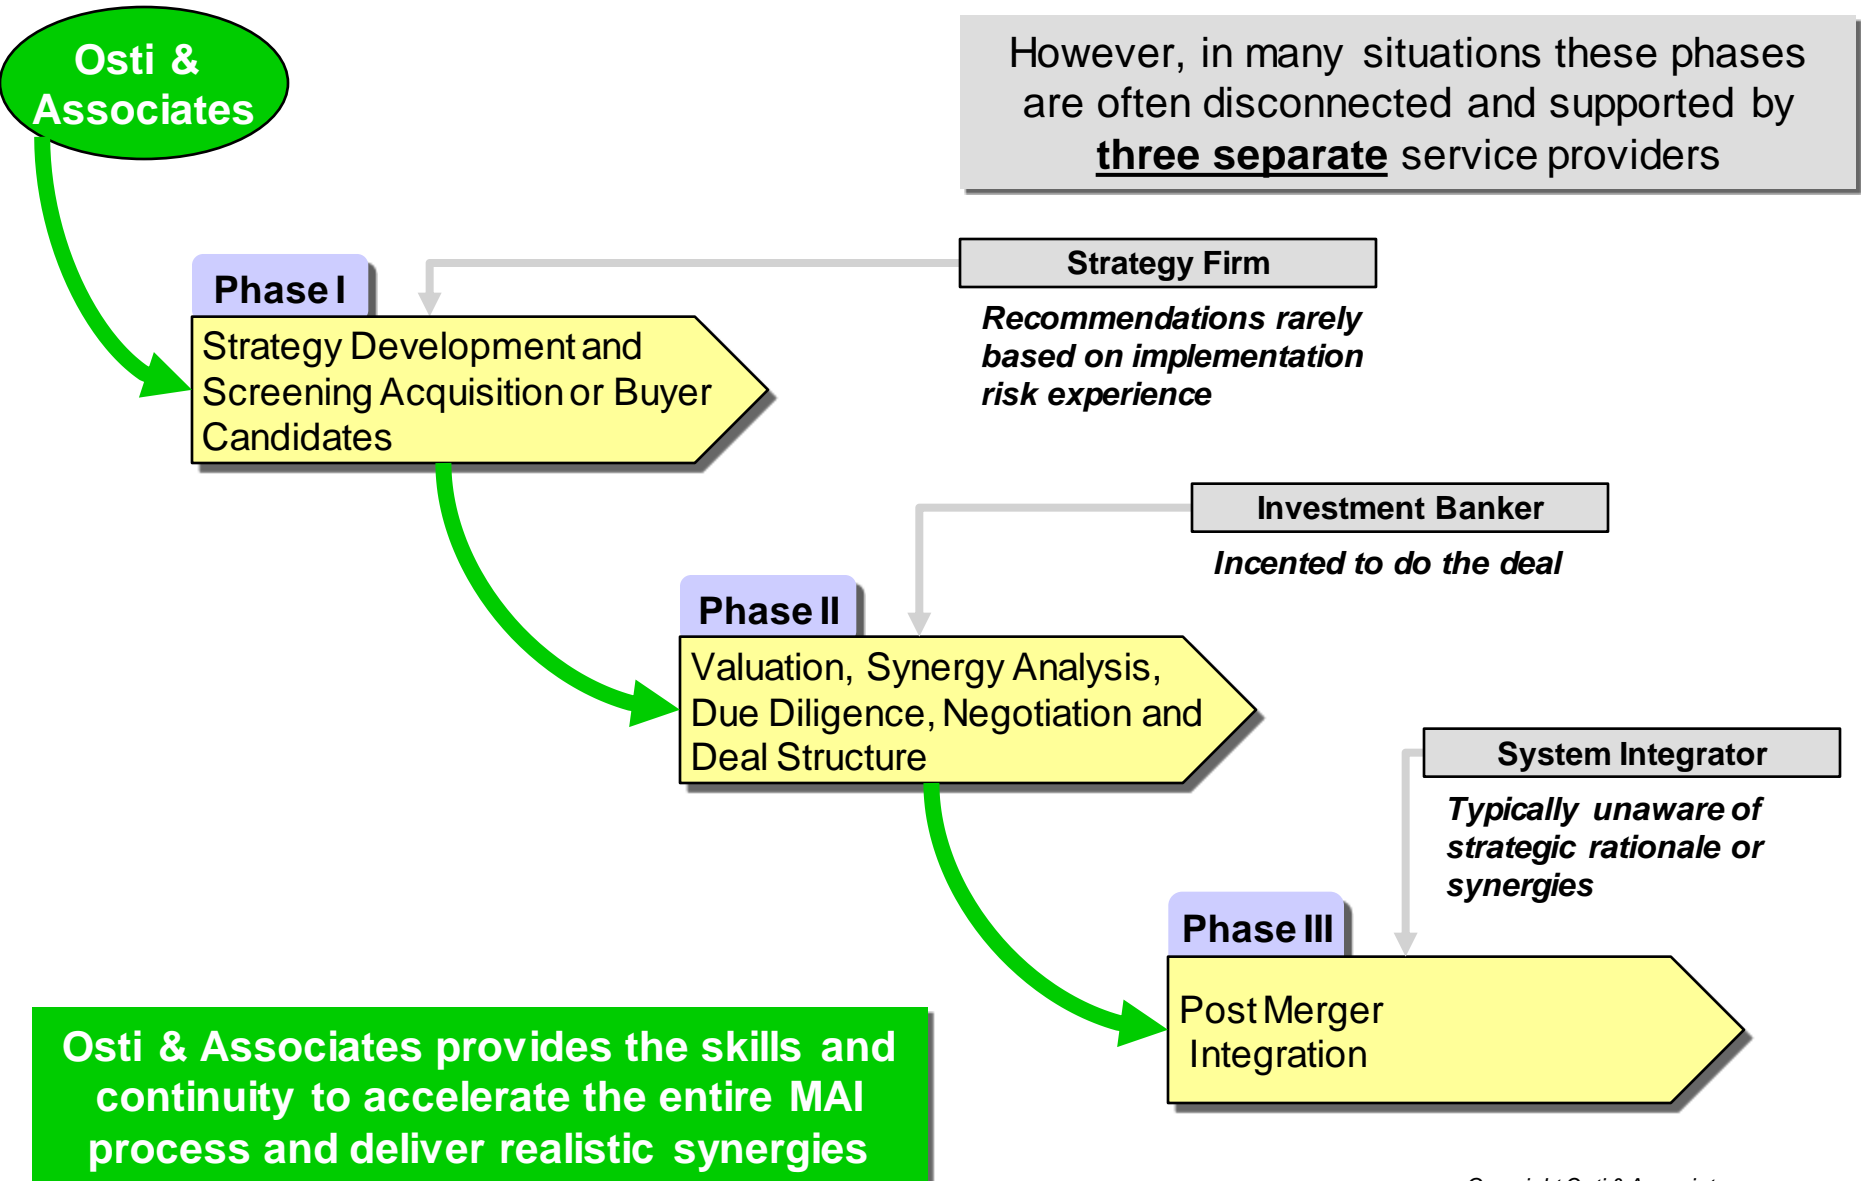 Osti &
Associates
However, in many situations these phases
are often disconnected and supported by
three separate service providers
Strategy Firm
Recommendations rarely
based on implementation
risk experience
Phase I
Strategy Development and
Screening Acquisition or Buyer
Candidates
Investment Banker
Incented to do the deal
Phase II
Valuation, Synergy Analysis,
Due Diligence, Negotiation and
Deal Structure
System Integrator
Typically unaware of
strategic rationale or
synergies
Phase III
Post Merger
Integration
Osti & Associates provides the skills and
continuity to accelerate the entire MAI
process and deliver realistic synergies